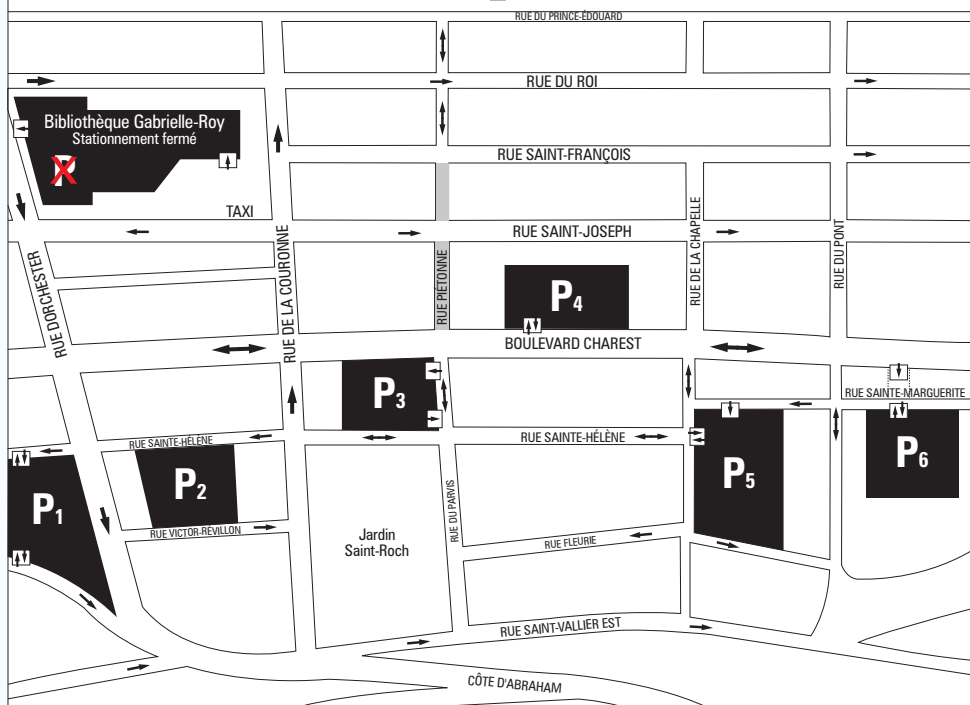 RUE DU PRINCE-ÉDOUARD
RUE DU ROI
Bibliothèque Gabrielle-Roy
Stationnement fermé
P
RUE SAINT-FRANÇOIS
TAXI
RUE SAINT-JOSEPH
RUE DE LA CHAPELLE
RUE DU PONT
RUE DORCHESTER
RUE DE LA COURONNE
RUE PIÉTONNE
P4
BOULEVARD CHAREST
P3
RUE SAINTE-MARGUERITE
RUE SAINTE-HÉLÈNE
RUE SAINTE-HÉLÈNE
P1
P2
P5
P6
RUE DU PARVIS
RUE VICTOR-RÉVILLON
Jardin
Saint-Roch
RUE FLEURIE
RUE SAINT-VALLIER EST
CÔTE D'ABRAHAM